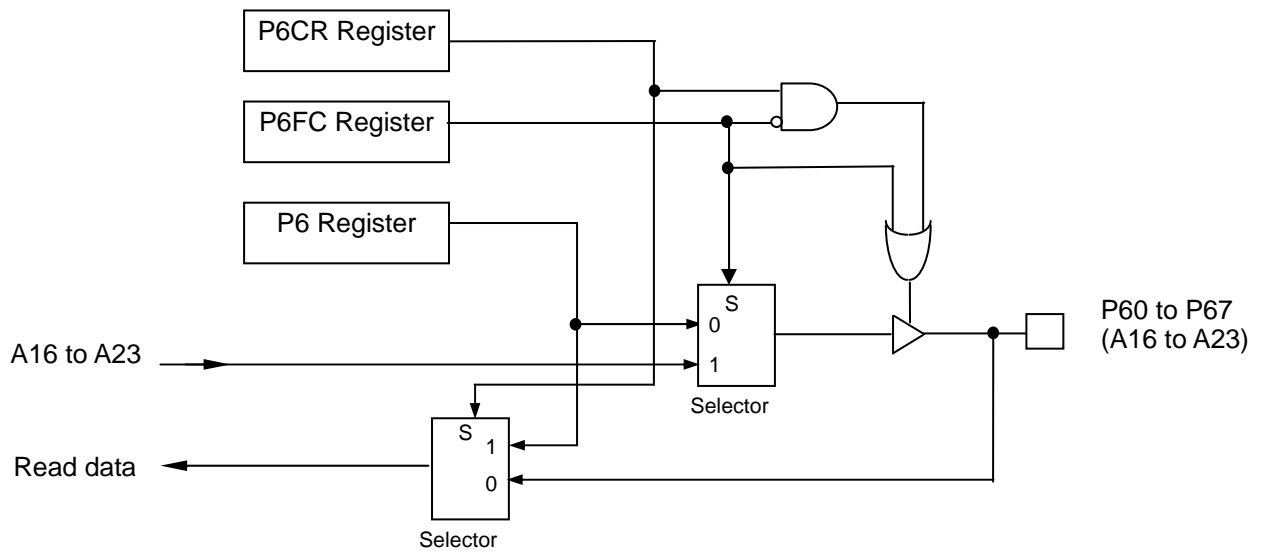 P6CR Register
P6FC Register
P6 Register
S
0
1
Selector
P60 to P67
(A16 to A23)
A16 to A23
S
1
0
Selector
Read data